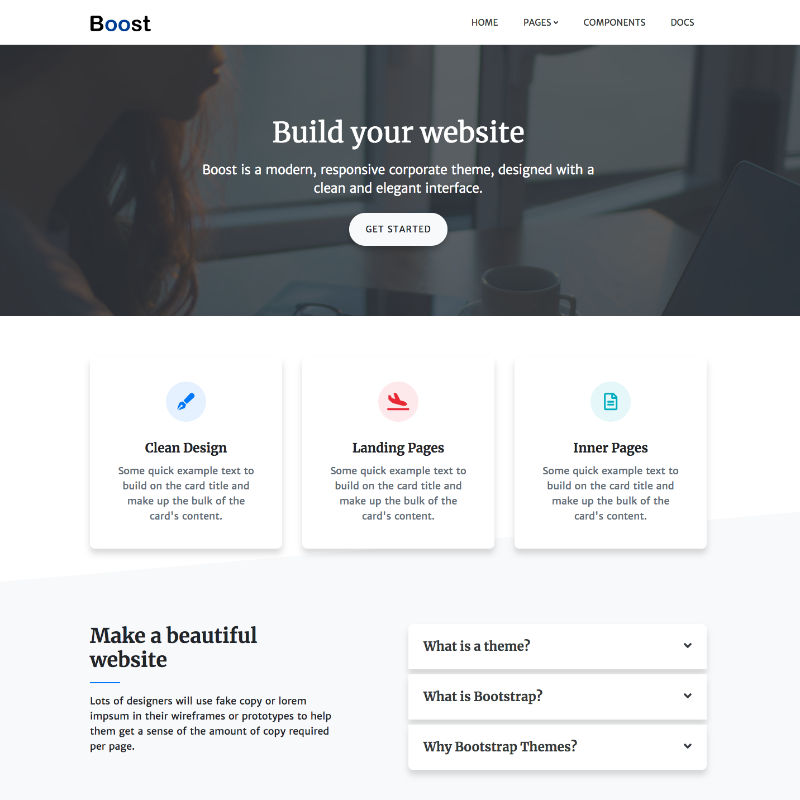 Boost
HOME PAGES COMPONENTS DOCS
Build your website
Boost is a modern, responsive corporate theme, designed with a
clean and elegant interface.
GET STARTED
Clean Design
Some quick example text to
build on the card title and
make up the bulk of the
card's content.
Landing Pages
Some quick example text to
build on the card title and
make up the bulk of the
card's content.
Inner Pages
Some quick example text to
build on the card title and
make up the bulk of the
card's content.
Make a beautiful
website
Lots of designers will use fake copy or lorem
impsum in their wireframes or prototypes to help
them get a sense of the amount of copy required
per page.
What is a theme?
What is Bootstrap?
Why Bootstrap Themes?